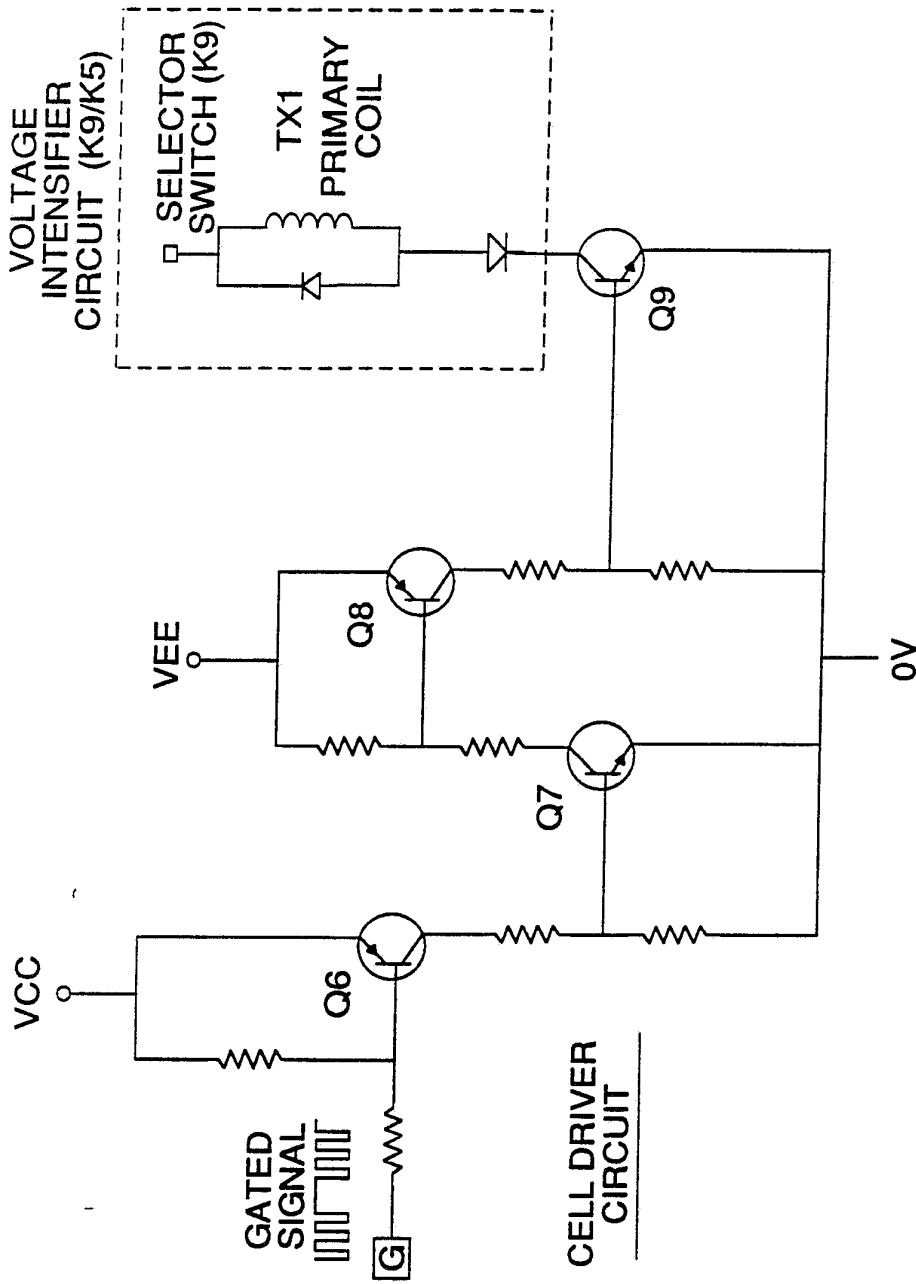 VOLTAGE
INTENSIFIER
CIRCUIT (K9/K5)
SELECTOR
SWITCH (K9)
TX1
PRIMARY
COIL
VEE
VCC
Q8
Q9
Q6
Q7
GATED
SIGNAL
G
0V
CELL DRIVER
CIRCUIT